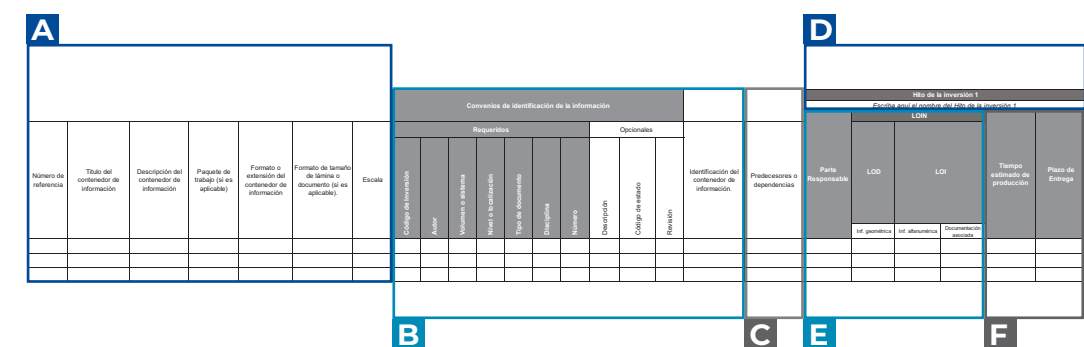 A
D
Hito de la inversión 1
Escriba aquí el nombre del Hito de la inversión 1
Convenios de identificación de la información
LOIN
Requeridos
Opcionales
Número de
referencia
Título del
contenedor de
información
Descripción del
contenedor de
información
Paquete de
trabajo (si es
aplicable)
Formato o
extensión del
contenedor de
información
Formato de tamaño
de lámina o
documento (si es
aplicable)
Escala
Código de Inversión
Autor
Volumen o sistema
Nivel o localización
Tipo de documento
Disciplina
Número
Descripción
Código de estado
Revisión
Identificación del
contenedor de
información.
Predecesores o
dependencias
Parte
Responsable
LOD
LOI
Tiempo
estimado de
producción
Plazo de
Entrega
Inf. geométrica
Inf. alfanumérica
Documentación
asociada
B
C
E
F